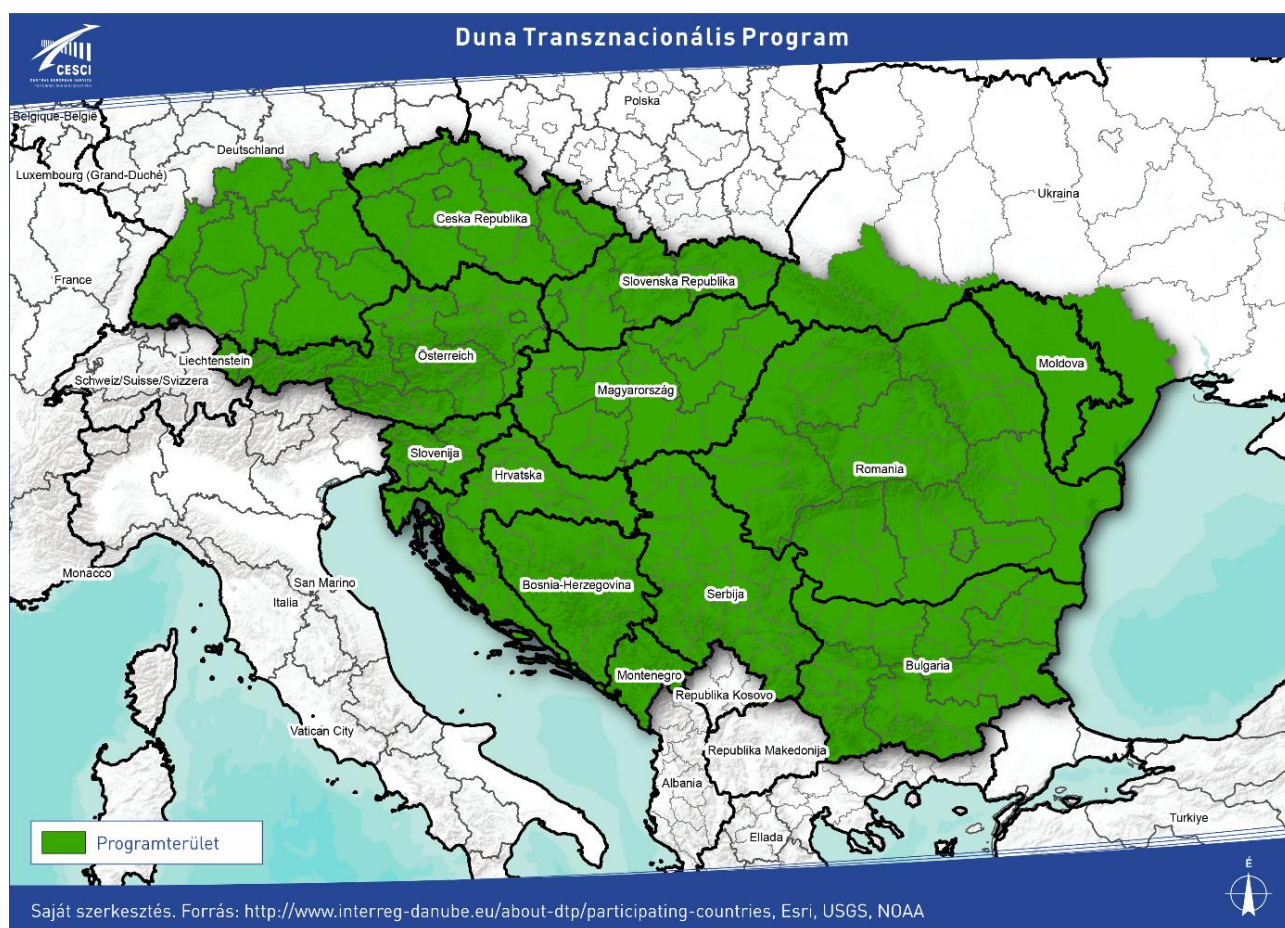 Duna Transznacionális Program
CESCI
CENTRAL EUROPEAN SERVICE
Polska
Belgique-België
Deutschland
Luxembourg (Grand-Duché)
Ukraina
Ceska Republika
France
Slovenska Republika
Liechtenstein
Österreich
Moldova
Schweiz/Suisse/Svizzera
Magyarország
Slovenija
Hrvatska
Romania
Monacco
San Marino
Italia
Bosnia-Herzegovina
Serbija
Bulgaria
Montenegro
Republika Kosovo
Vatican City
Republika Makedonija
Albania
Ellada
Turkiye
Programterület
É
Saját szerkesztés. Forrás: http://www.interreg-danube.eu/about-dtp/participating-countries, Esri, USGS, NOAA